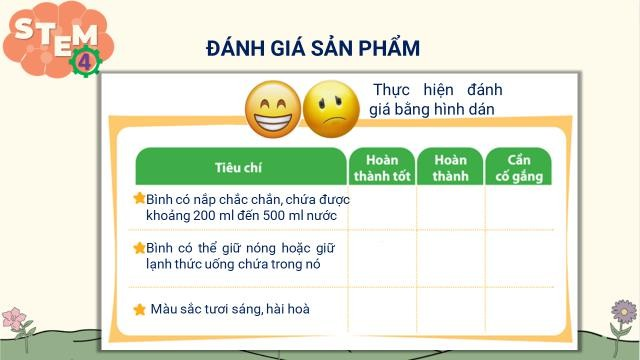 STEM
4
ĐÁNH GIÁ SẢN PHẨM
Thực hiện đánh
giá bằng hình dán
Tiêu chí
Hoàn
thành tốt
Hoàn
thành
Cần
cố gắng
Bình có nắp chắc chắn, chứa được
khoảng 200 ml đến 500 ml nước
Bình có thể giữ nóng hoặc giữ
lạnh thức uống chứa trong nó
Màu sắc tươi sáng, hài hoà